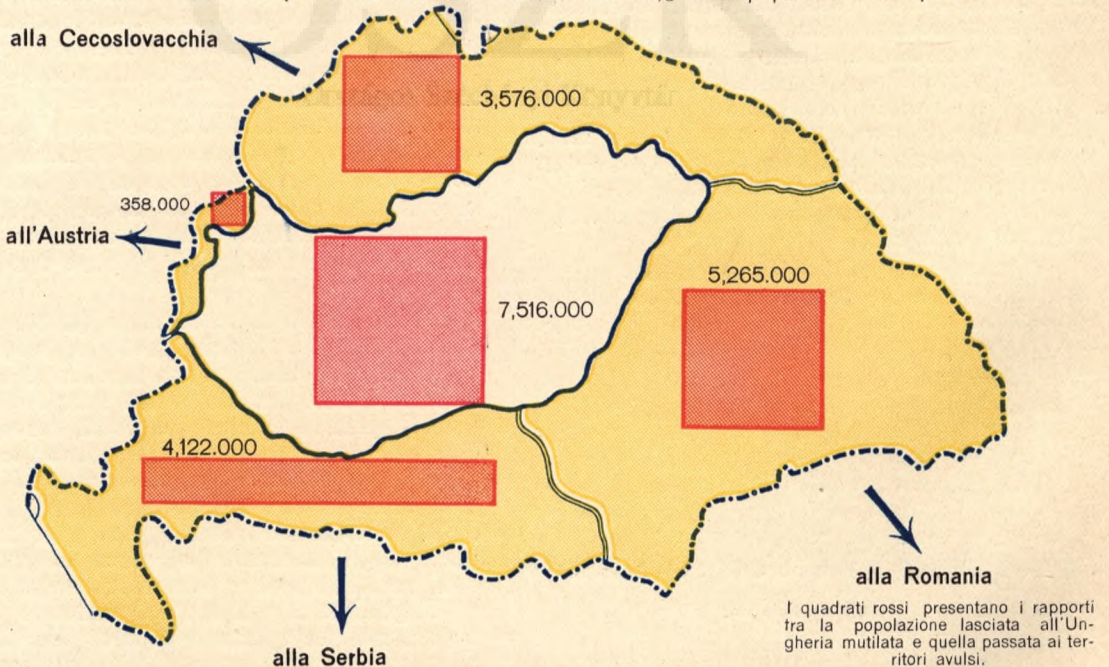 alla Cecoslovacchia
3,576.000
358.000
all'Austria
7,516.000
5,265.000
4,122.000
alla Romania
I quadrati rossi presentano i rapporti
tra la popolazione lasciata all'Un-
gheria mutilata e quella passata ai ter-
ritori avulsi.
alla Serbia